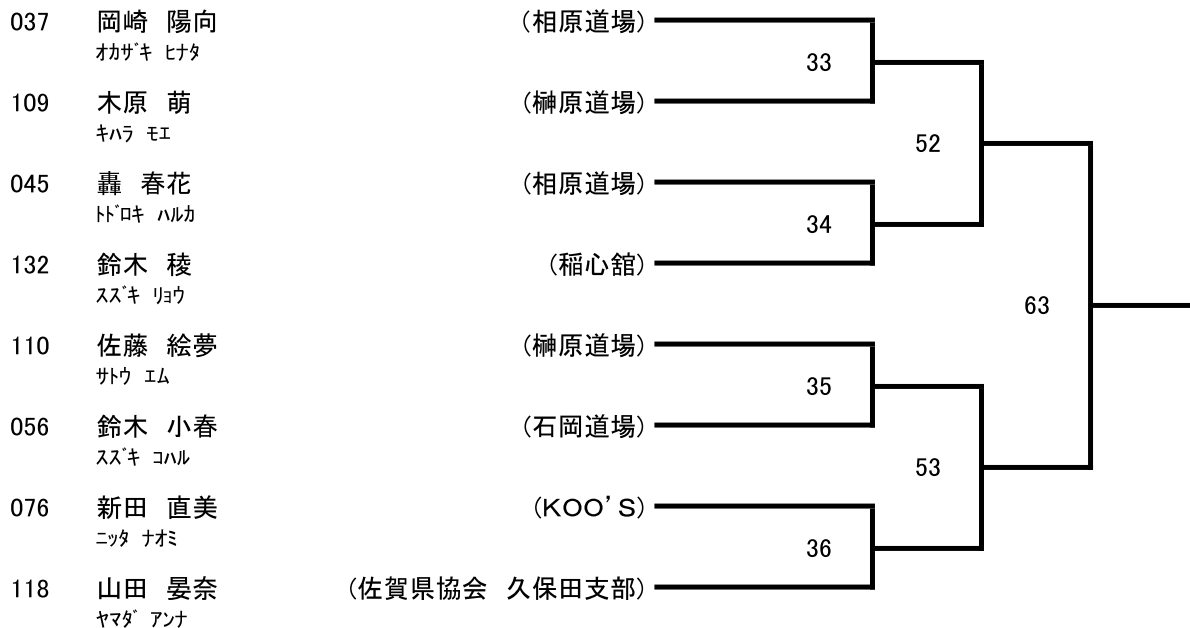 037 岡崎 陽向 (相原道場)
ｵｶｻﾞｷ ﾋﾅﾀ
33
109 木原 萌 (榊原道場)
ｷﾊﾗ ﾓｴ
52
045 轟 春花 (相原道場)
ﾄﾄﾞﾛｷ ﾊﾙｶ
34
132 鈴木 稜 (稲心舘)
ｽｽﾞｷ ﾘｮｳ
63
110 佐藤 絵夢 (榊原道場)
ｻﾄｳ ｴﾑ
35
056 鈴木 小春 (石岡道場)
ｽｽﾞｷ ｺﾊﾙ
53
076 新田 直美 (ＫＯＯ’Ｓ)
ﾆｯﾀ ﾅｵﾐ
36
118 山田 晏奈 (佐賀県協会 久保田支部)
ﾔﾏﾀﾞ ｱﾝﾅ